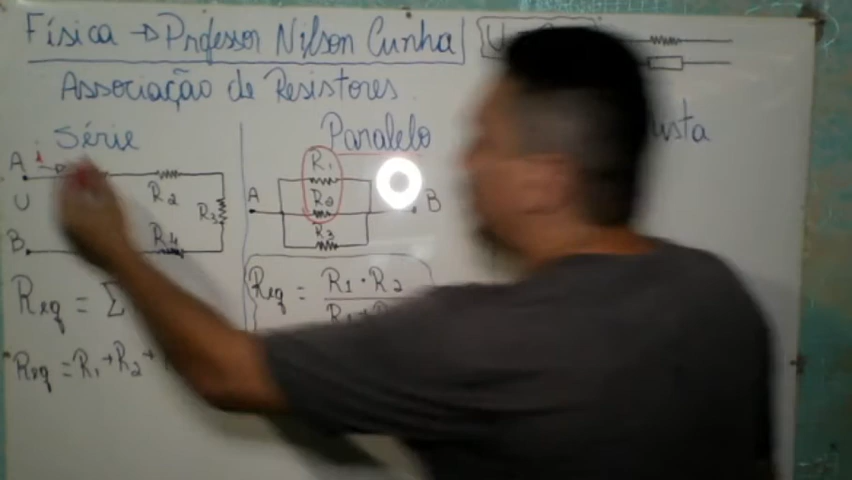 Física → Professor Nilson Cunha
Associação de Resistores
Série
Paralelo
A i
R2
U
R3
B
R4
R1
A
R2
B
R3
Req = Σ
Req = R1 · R2
Req = R1 + R2 +